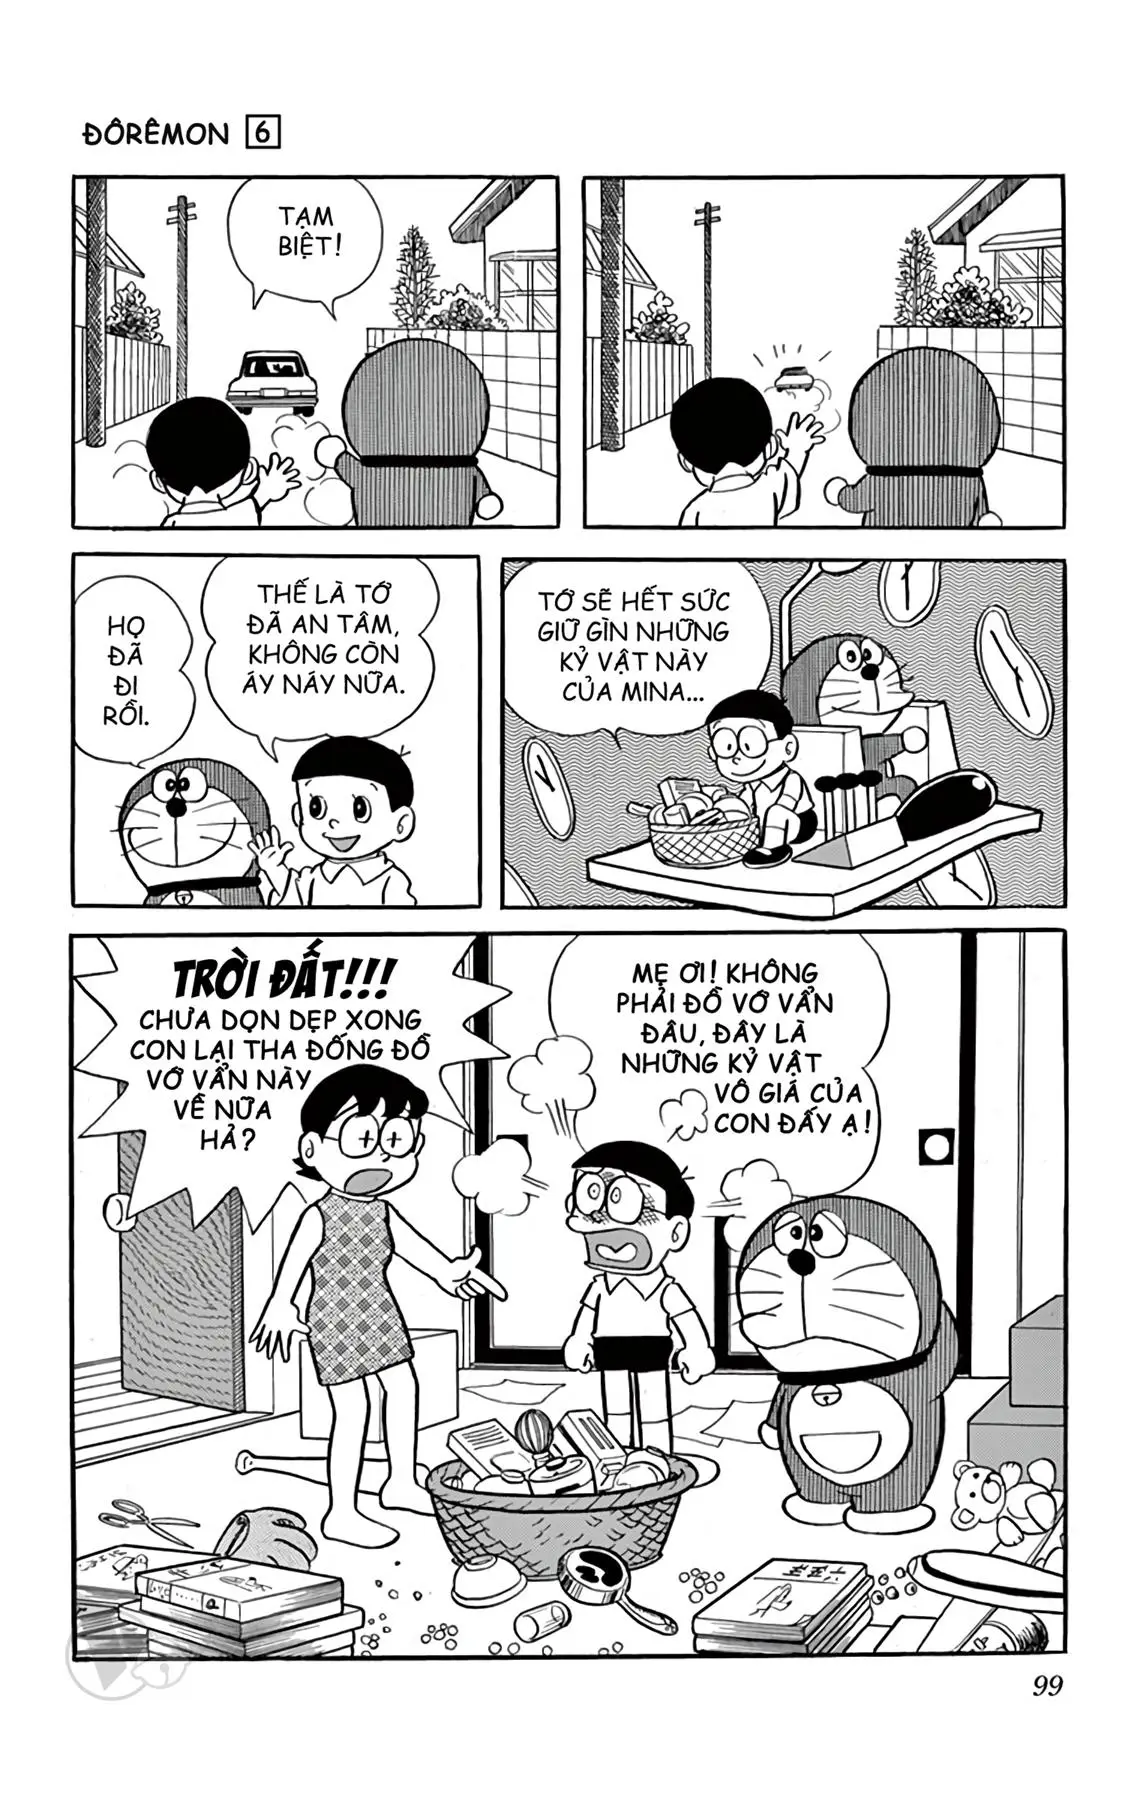 ĐÔRÊMON 6
TẠM
BIỆT!
HỌ
ĐÃ
ĐI
RỒI.
THẾ LÀ TỚ
ĐÃ AN TÂM,
KHÔNG CÒN
ÁY NÁY NỮA.
TỚ SẼ HẾT SỨC
GIỮ GÌN NHỮNG
KỶ VẬT NÀY
CỦA MINA...
TRỜI ĐẤT!!!
CHƯA DỌN DẸP XONG
CON LẠI THA ĐỐNG ĐỒ
VỚ VẨN NÀY
VỀ NỮA
HẢ?
MẸ ƠI! KHÔNG
PHẢI ĐỒ VỚ VẨN
ĐÂU, ĐÂY LÀ
NHỮNG KỶ VẬT
VÔ GIÁ CỦA
CON ĐẤY Ạ!
99